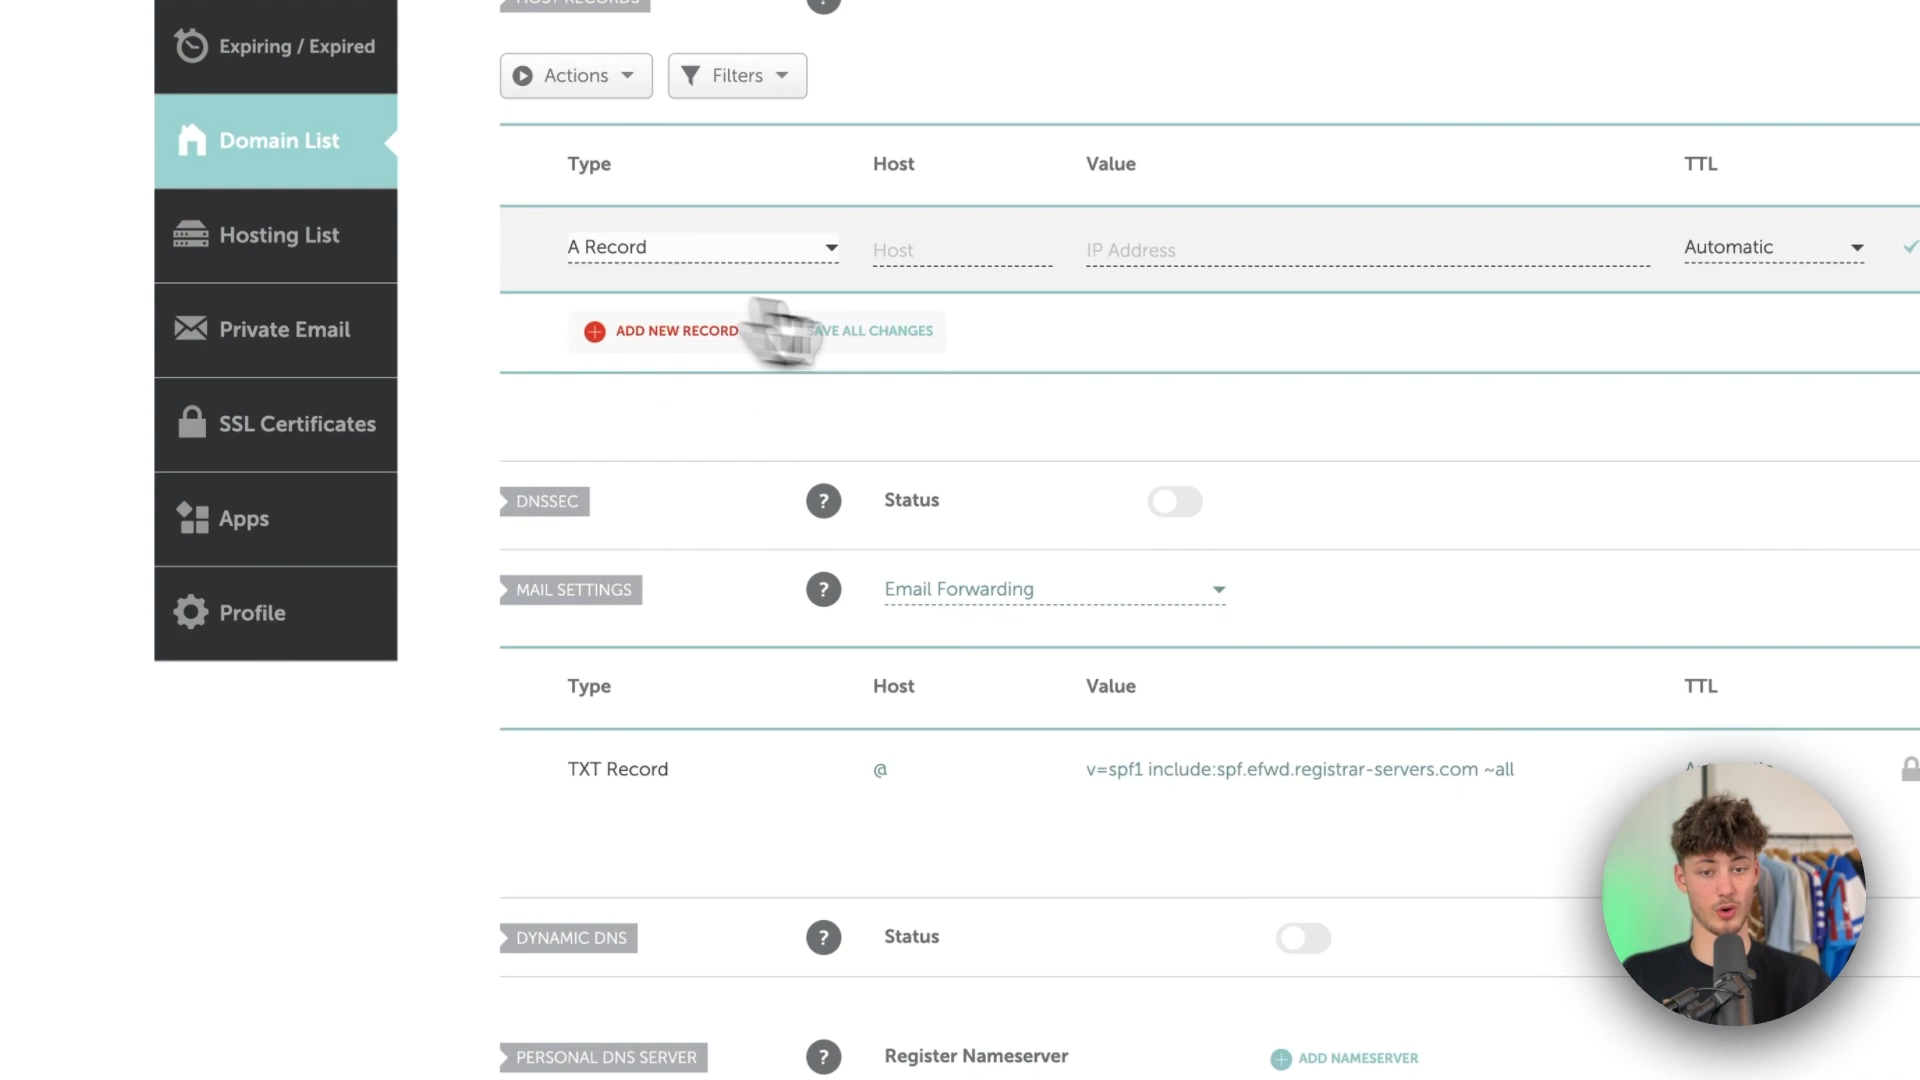 HOST RECORDS
?
Expiring / Expired
Actions
Filters
Domain List
Type Host Value TTL
Hosting List
A Record Host IP Address Automatic
Private Email
ADD NEW RECORD
SAVE ALL CHANGES
SSL Certificates
DNSSEC ? Status
Apps
MAIL SETTINGS ? Email Forwarding
Profile
Type Host Value TTL
TXT Record @ v=spf1 include:spf.efwd.registrar-servers.com ~all
DYNAMIC DNS ? Status
PERSONAL DNS SERVER ? Register Nameserver ADD NAMESERVER